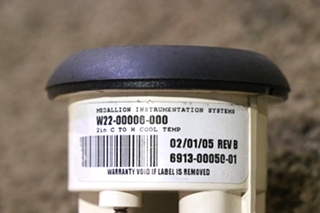 MEDALLION INSTRUMENTATION SYSTEMS
W22-00006-000
2in C TO H COOL TEMP
02/01/05 REV B
6913-00050-01
WARRANTY VOID IF LABEL IS REMOVED